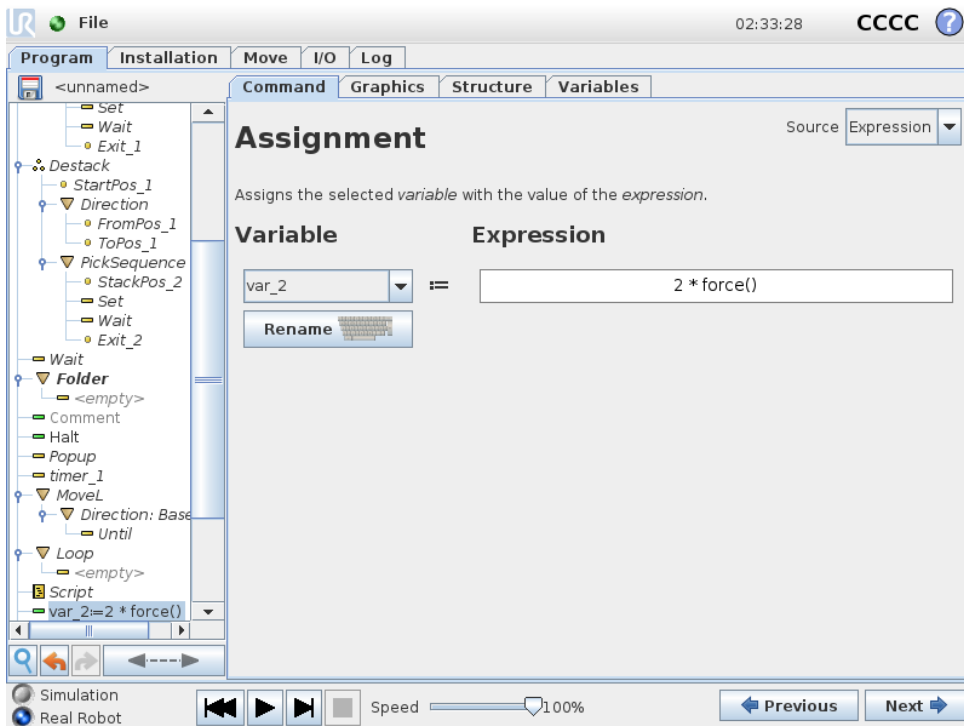 UR File 02:33:28 CCCC ?
Program Installation Move I/O Log
<unnamed>
Command Graphics Structure Variables
Set
Wait
Exit_1
Destack
StartPos_1
Direction
FromPos_1
ToPos_1
PickSequence
StackPos_2
Set
Wait
Exit_2
Wait
Folder
<empty>
Comment
Halt
Popup
timer_1
MoveL
Direction: Base
Until
Loop
<empty>
Script
var_2:=2 * force()
Assignment
Source Expression
Assigns the selected variable with the value of the expression.
Variable Expression
var_2 := 2 * force()
Rename
Simulation
Real Robot
Speed 100%
Previous Next